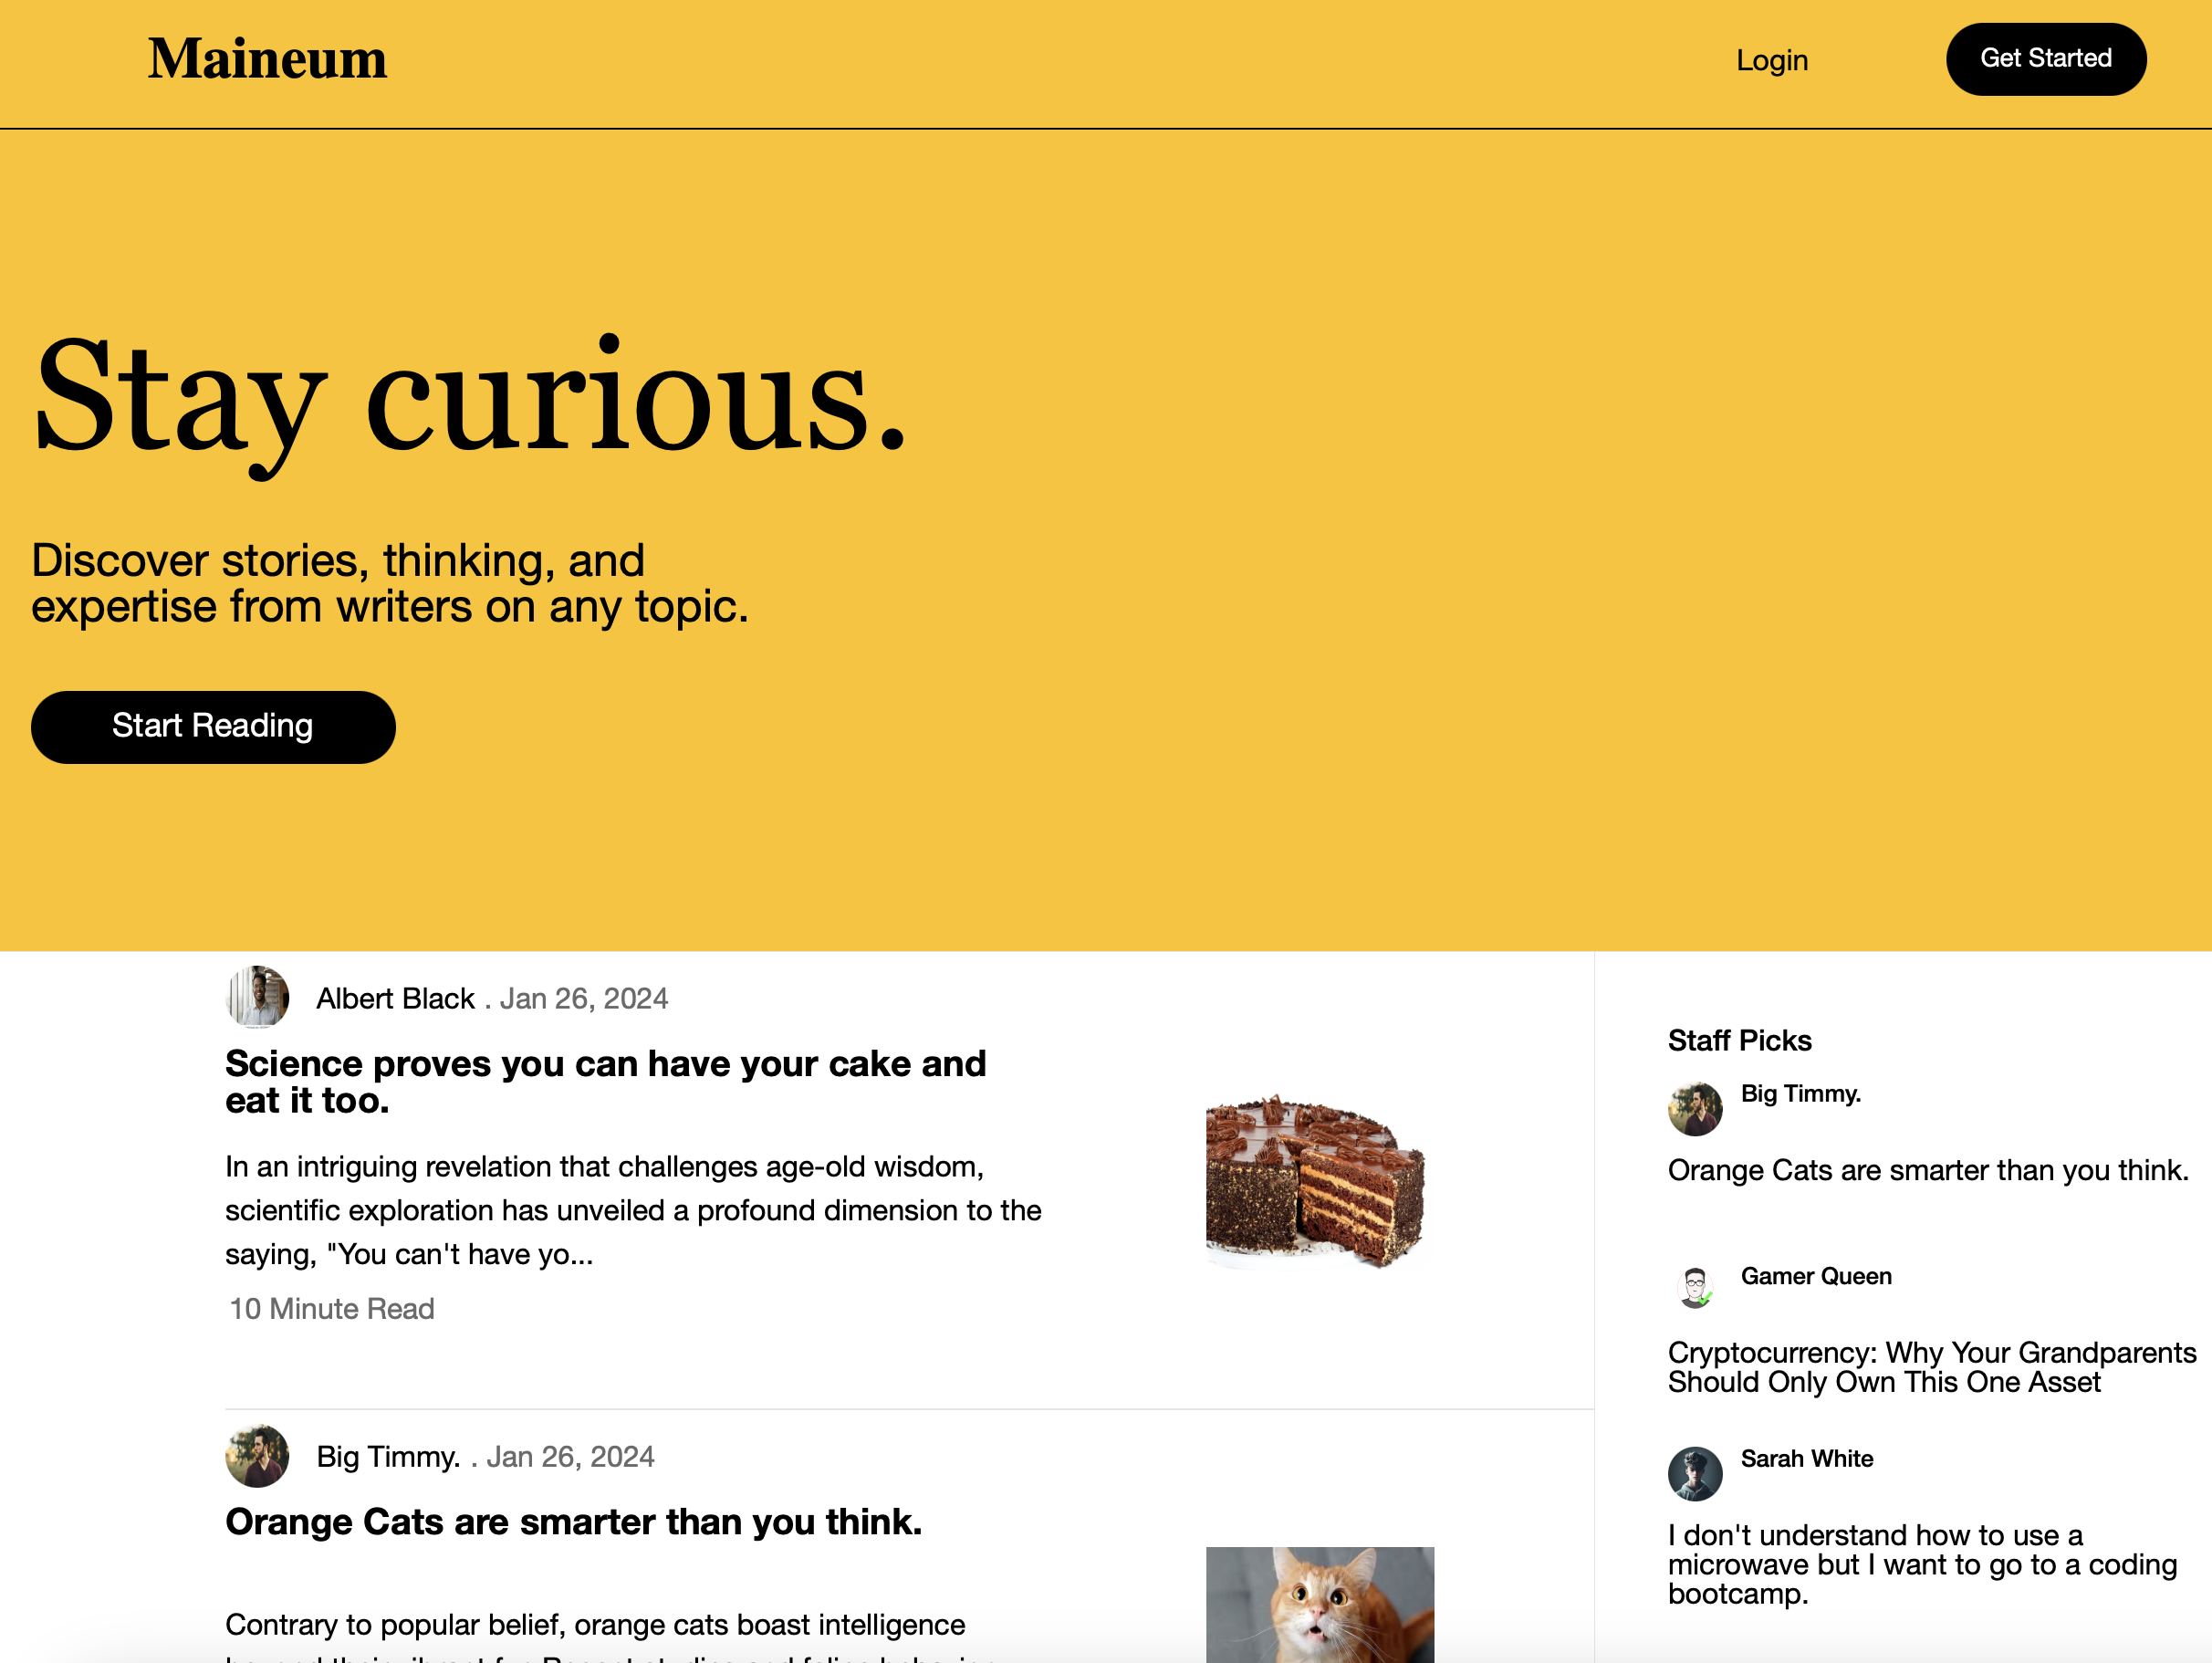 Maineum
Login
Get Started
Stay curious.
Discover stories, thinking, and
expertise from writers on any topic.
Start Reading
Albert Black . Jan 26, 2024
Science proves you can have your cake and
eat it too.
In an intriguing revelation that challenges age-old wisdom,
scientific exploration has unveiled a profound dimension to the
saying, "You can't have yo...
10 Minute Read
Big Timmy. . Jan 26, 2024
Orange Cats are smarter than you think.
Contrary to popular belief, orange cats boast intelligence
Staff Picks
Big Timmy.
Orange Cats are smarter than you think.
Gamer Queen
Cryptocurrency: Why Your Grandparents
Should Only Own This One Asset
Sarah White
I don't understand how to use a
microwave but I want to go to a coding
bootcamp.